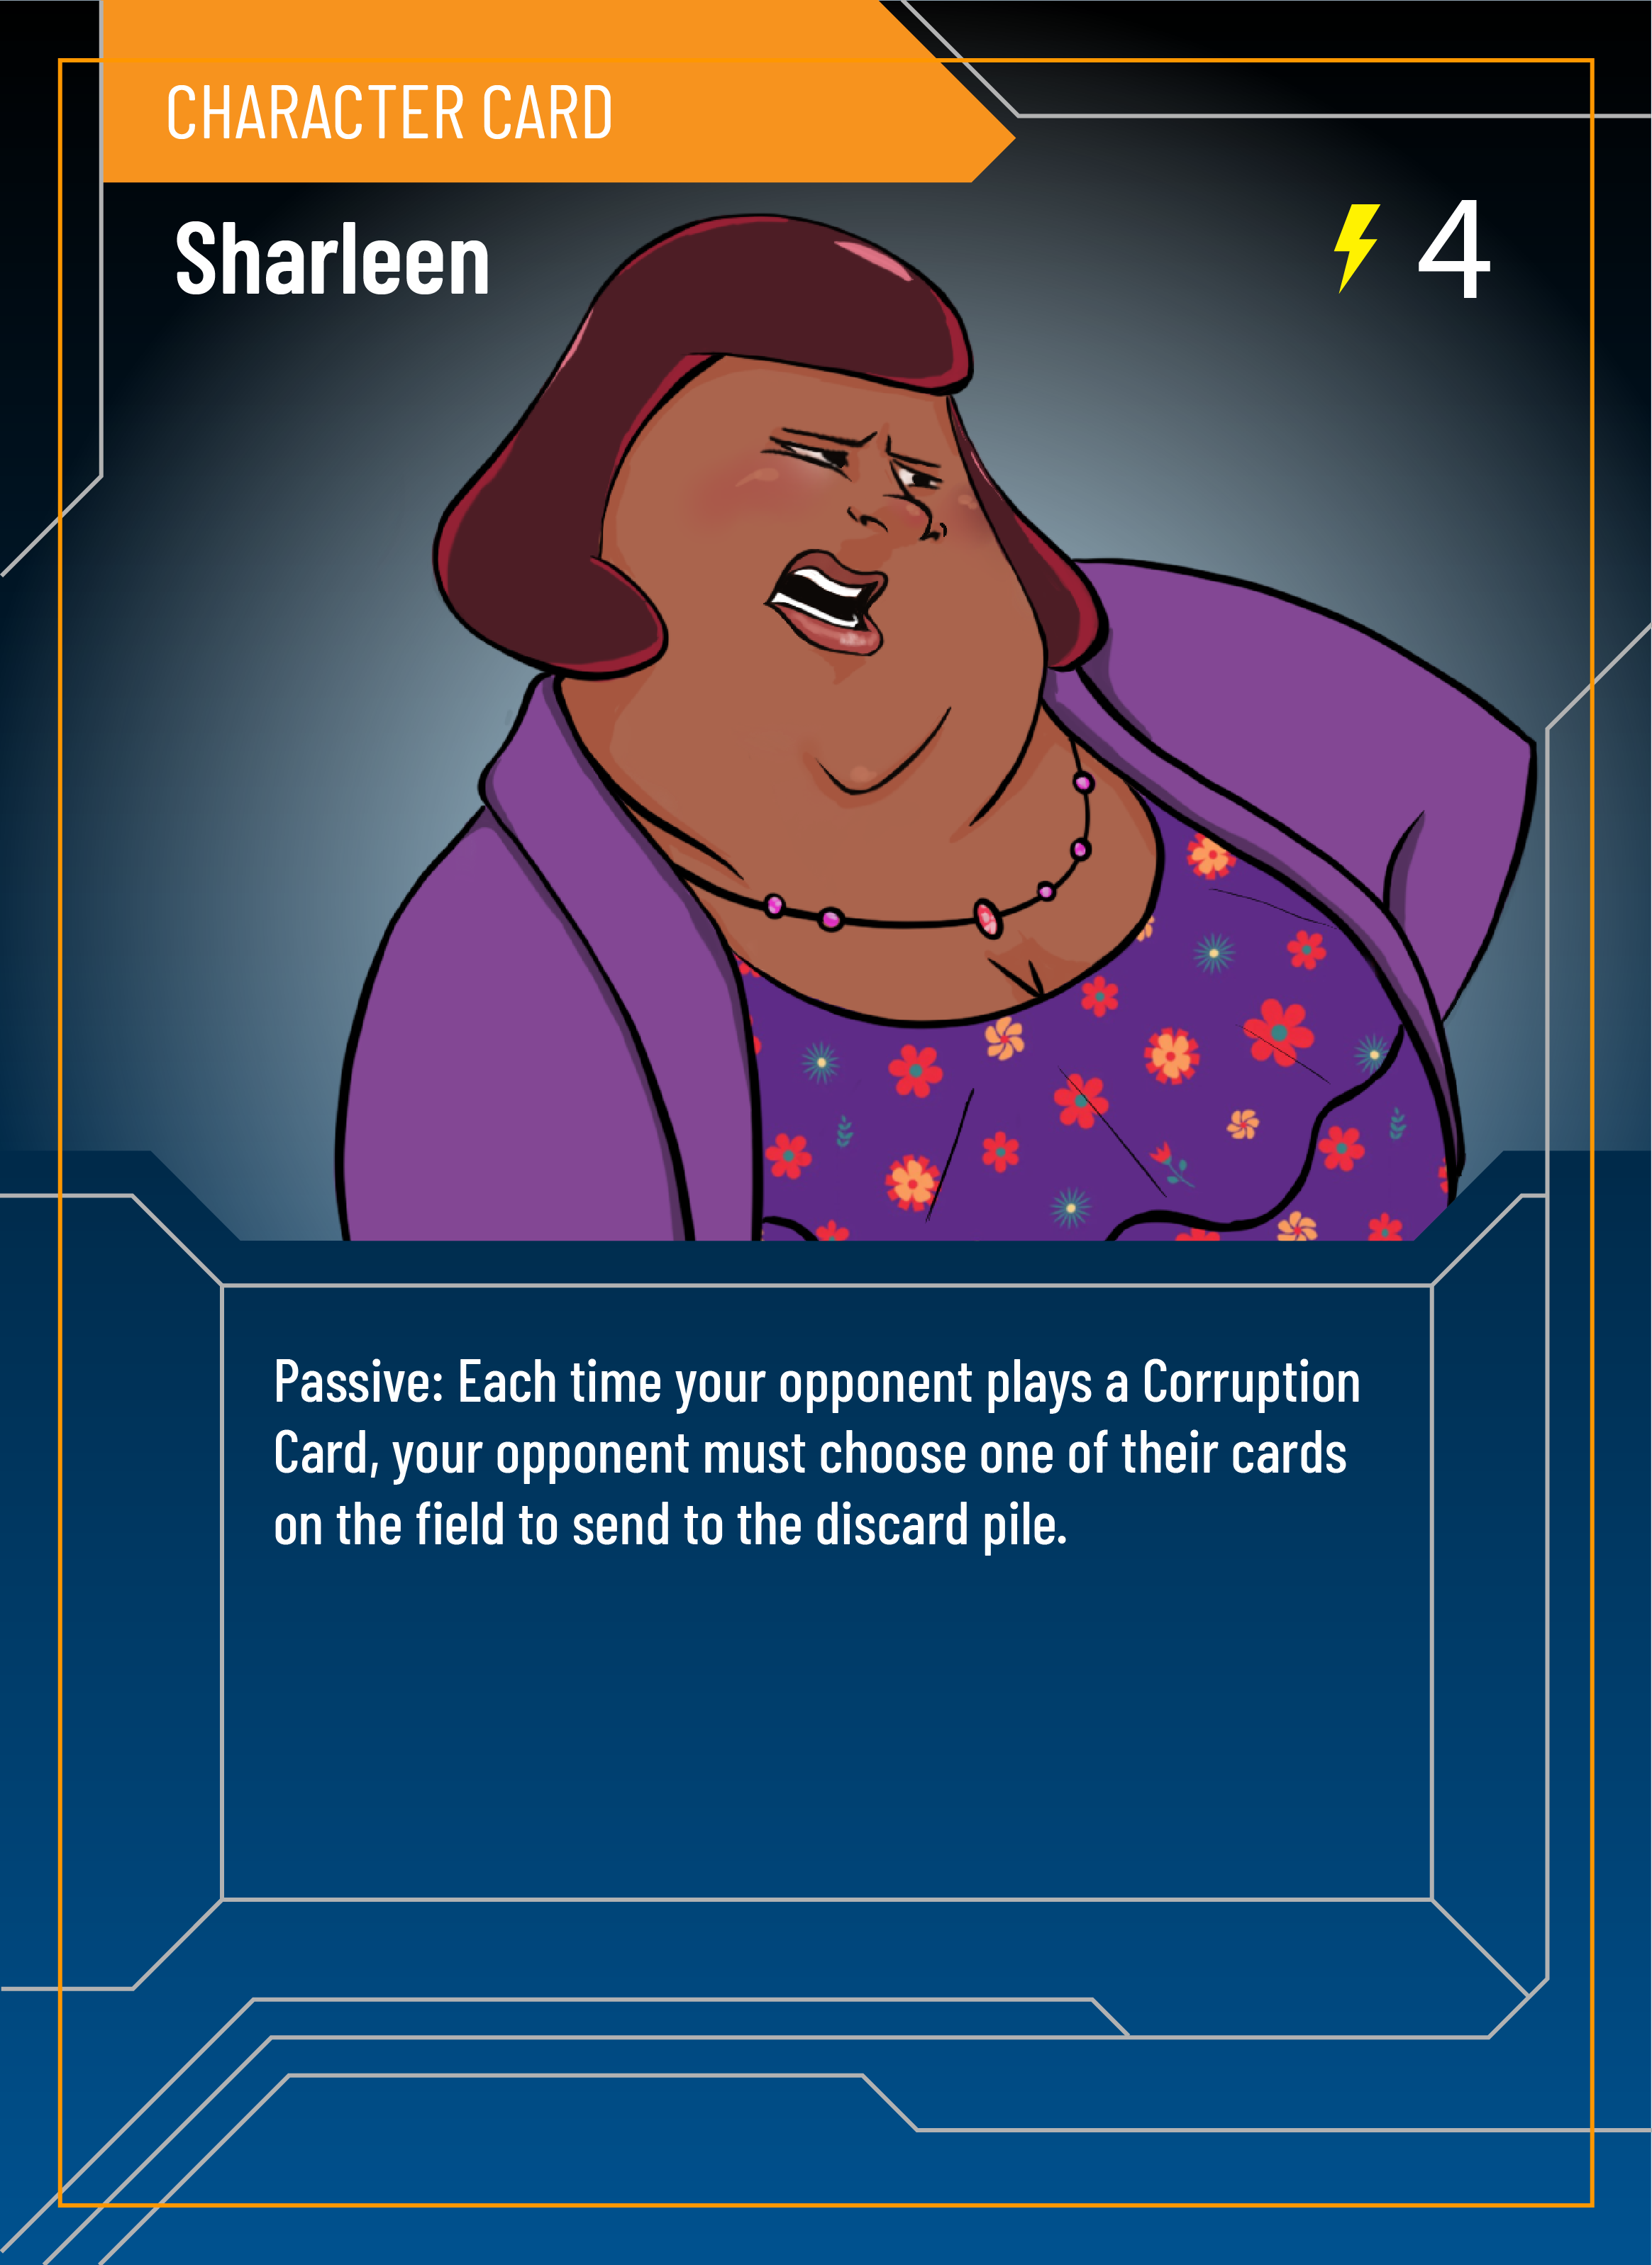 CHARACTER CARD
Sharleen
4
Passive: Each time your opponent plays a Corruption
Card, your opponent must choose one of their cards
on the field to send to the discard pile.